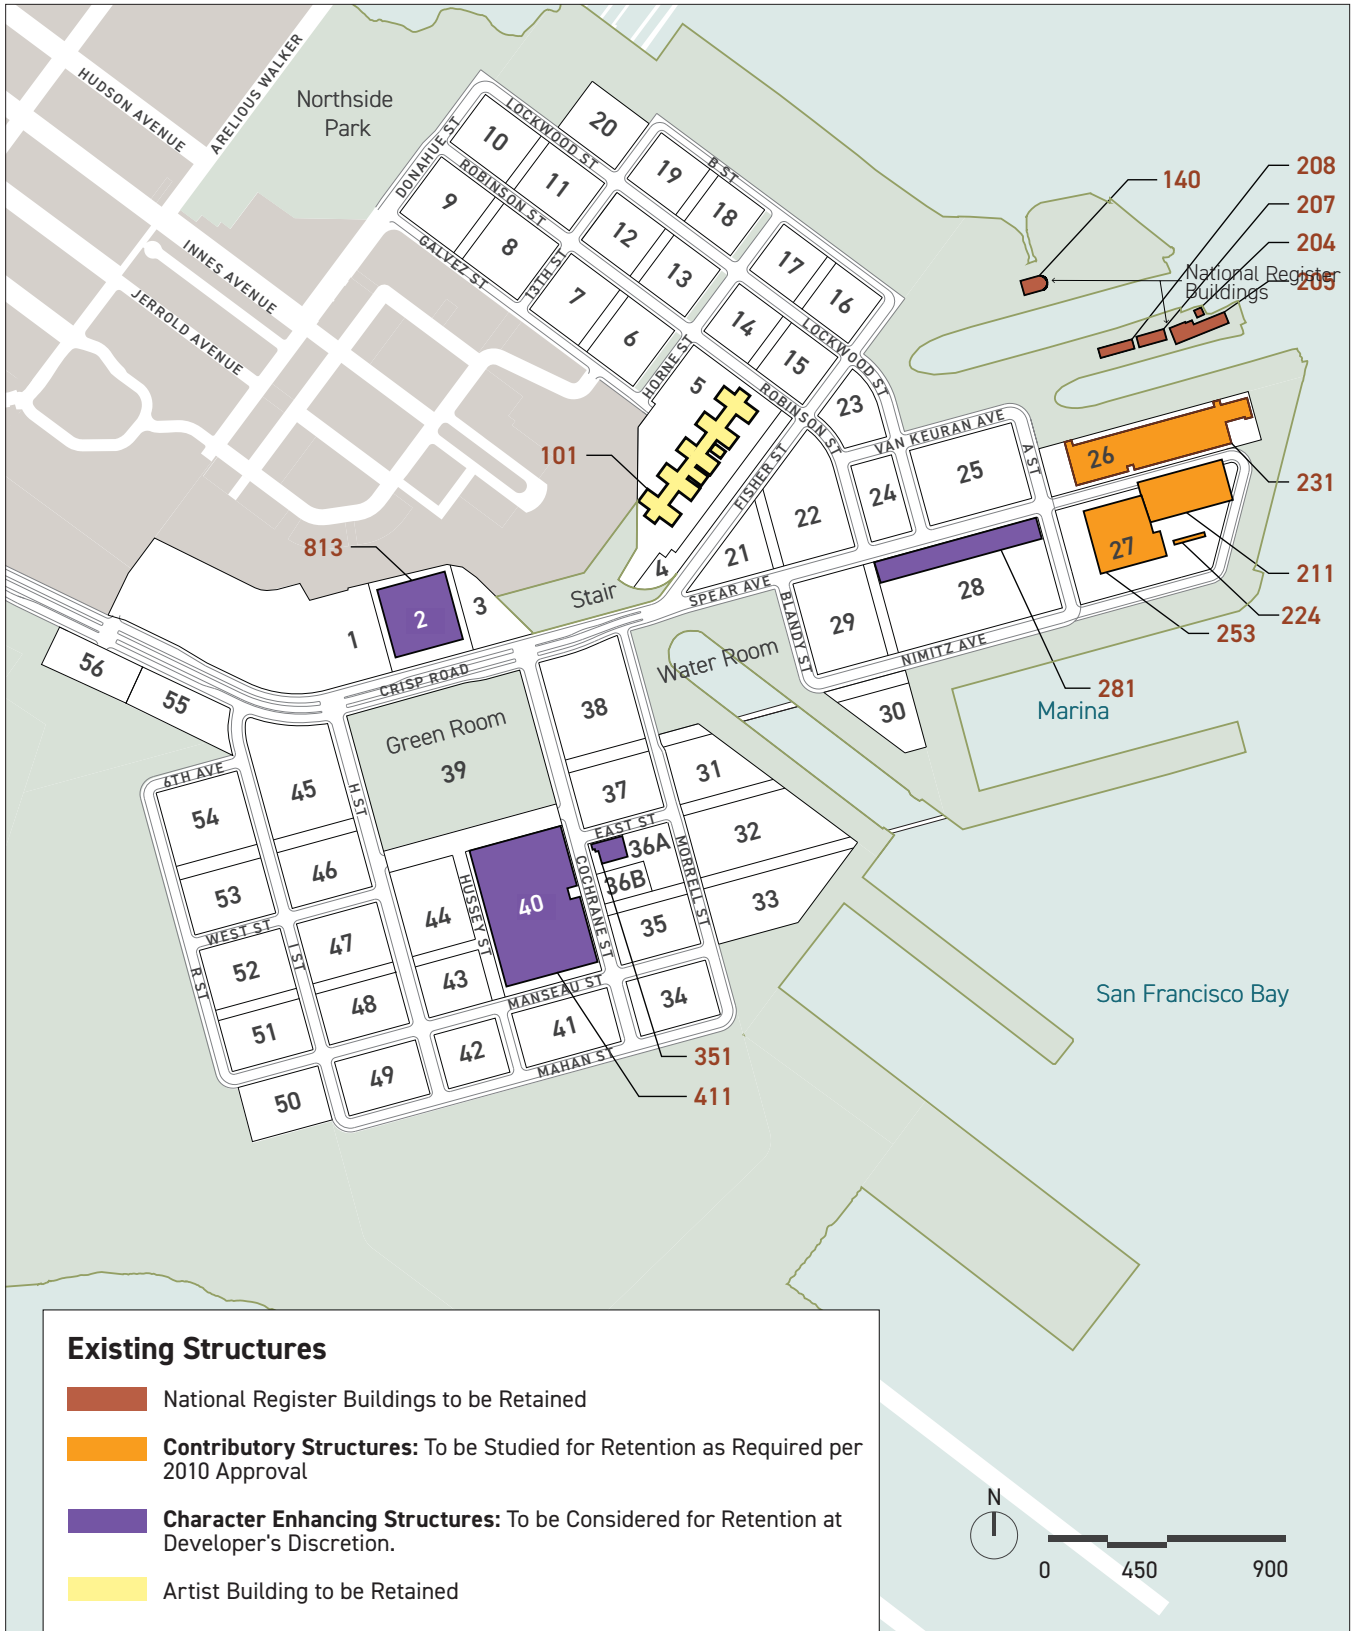 HUDSON AVENUE
ARELIOUS WALKER
Northside
Park
INNES AVENUE
JERROLD AVENUE
DONAHUE ST
LOCKWOOD ST
ROBINSON ST
GALVEZ ST
13TH ST
B ST
HORNE ST
LOCKWOOD ST
ROBINSON ST
FISHER ST
20
10
11
19
18
9
8
12
13
17
16
7
6
14
15
5
23
140
208
207
204
205
National Register
Buildings
101
VAN KEURAN AVE
A ST
26
25
24
22
21
4
27
231
211
224
253
281
813
Stair
SPEAR AVE
BLANDY ST
NIMITZ AVE
28
29
30
1
2
3
CRISP ROAD
Water Room
Marina
56
55
Green Room
39
38
37
31
32
33
6TH AVE
54
45
H ST
53
46
EAST ST
36A
36B
MORRELL ST
COCHRANE ST
HUSSEY ST
44
40
35
WEST ST
52
I ST
47
R ST
43
48
51
MANSEAU ST
34
41
42
49
50
MAHAN ST
351
411
San Francisco Bay
Existing Structures
National Register Buildings to be Retained
Contributory Structures: To be Studied for Retention as Required per
2010 Approval
Character Enhancing Structures: To be Considered for Retention at
Developer's Discretion.
Artist Building to be Retained
N
0 450 900